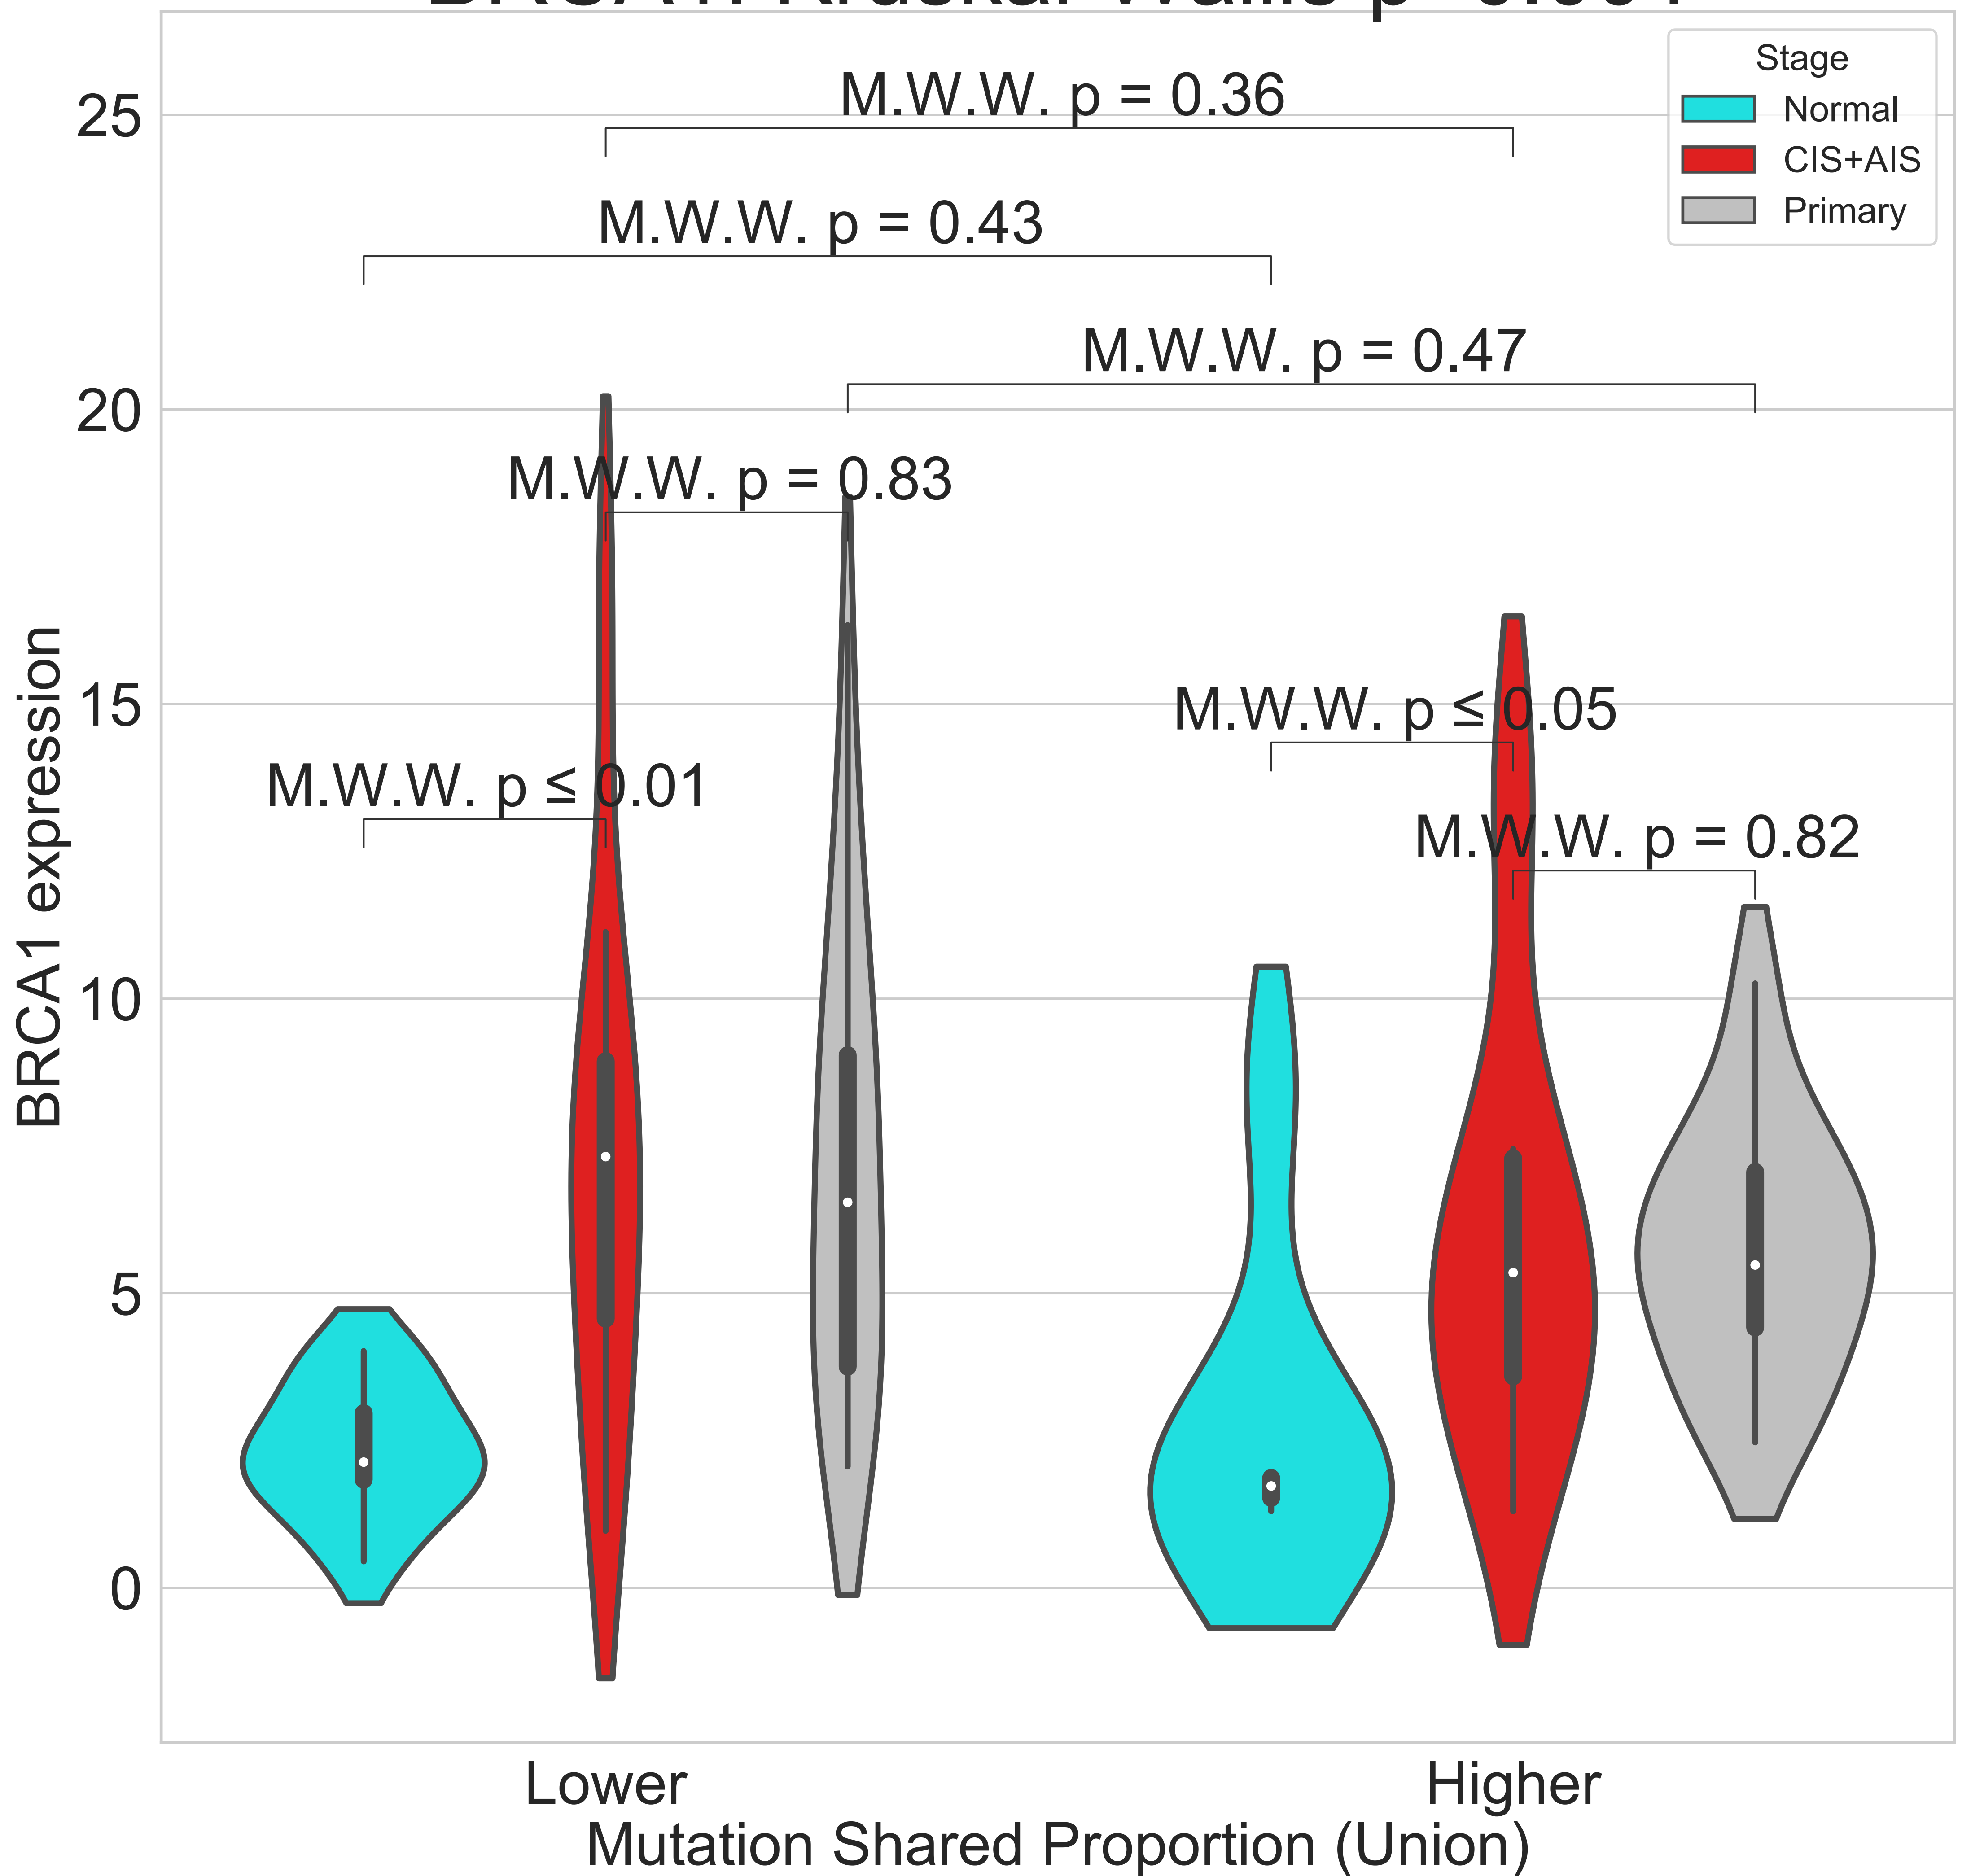 Stage
Normal
CIS+AIS
Primary
M.W.W. p = 0.36
M.W.W. p = 0.43
M.W.W. p = 0.47
M.W.W. p = 0.83
M.W.W. p ≤ 0.05
M.W.W. p ≤ 0.01
M.W.W. p = 0.82
BRCA1 expression
25
20
15
10
5
0
Lower
Higher
Mutation Shared Proportion (Union)